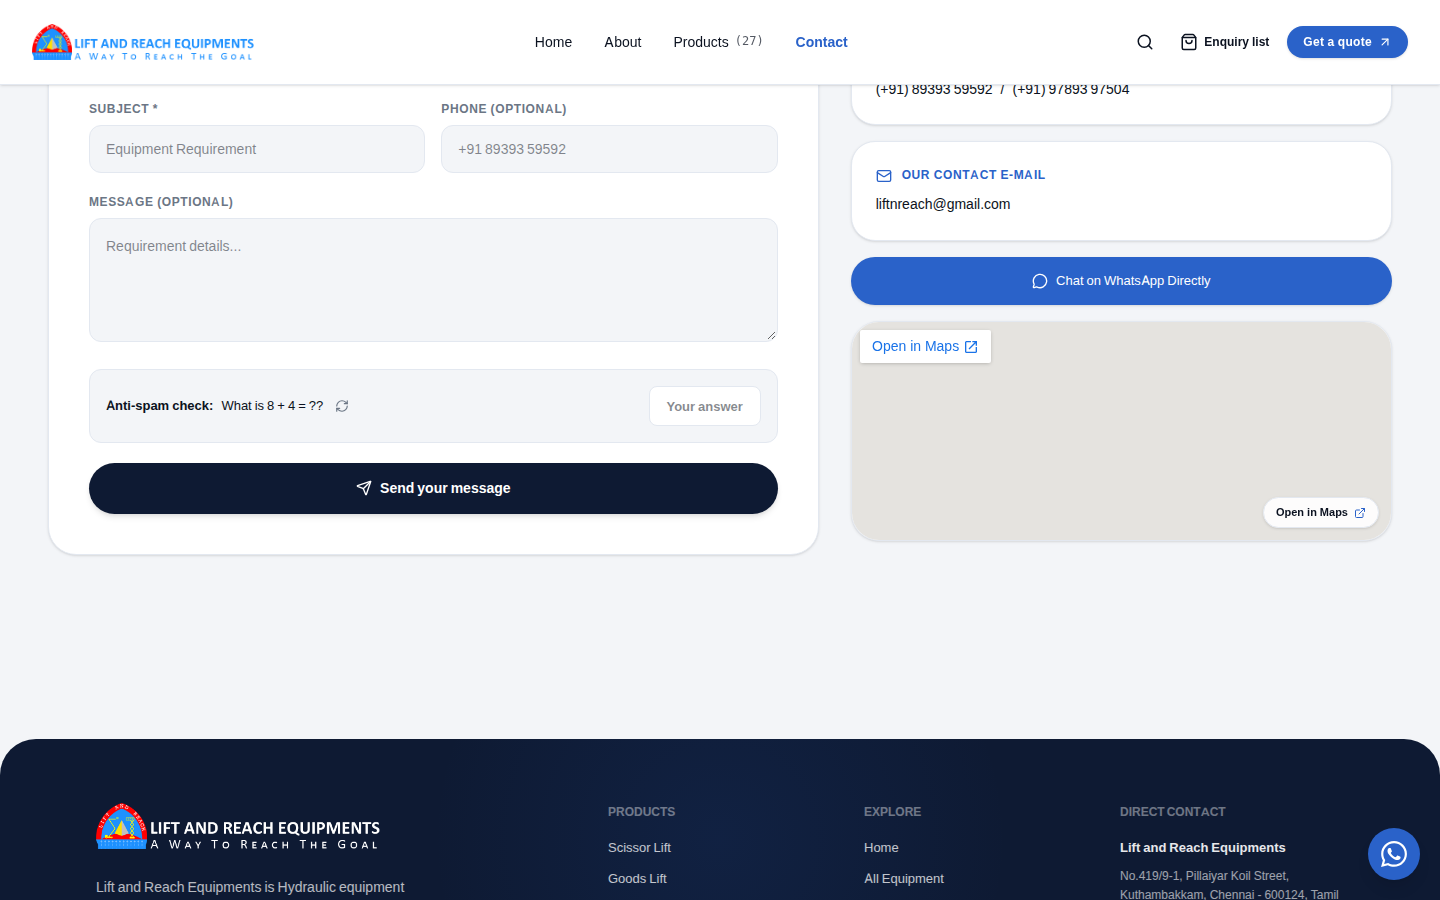 LIFT AND REACH EQUIPMENTS
A Way To Reach The Goal
Home
About
Products (27)
Contact
Enquiry list
Get a quote
SUBJECT *
PHONE (OPTIONAL)
Equipment Requirement
+91 89393 59592
MESSAGE (OPTIONAL)
Requirement details...
Anti-spam check: What is 8 + 4 = ??
Your answer
Send your message
(+91) 89393 59592 / (+91) 97893 97504
OUR CONTACT E-MAIL
liftnreach@gmail.com
Chat on WhatsApp Directly
Open in Maps
Open in Maps
LIFT AND REACH
LIFT AND REACH EQUIPMENTS
A Way To Reach The Goal
Lift and Reach Equipments is Hydraulic equipment
PRODUCTS
Scissor Lift
Goods Lift
EXPLORE
Home
All Equipment
DIRECT CONTACT
Lift and Reach Equipments
No.419/9-1, Pillaiyar Koil Street,
Kuthambakkam, Chennai - 600124, Tamil